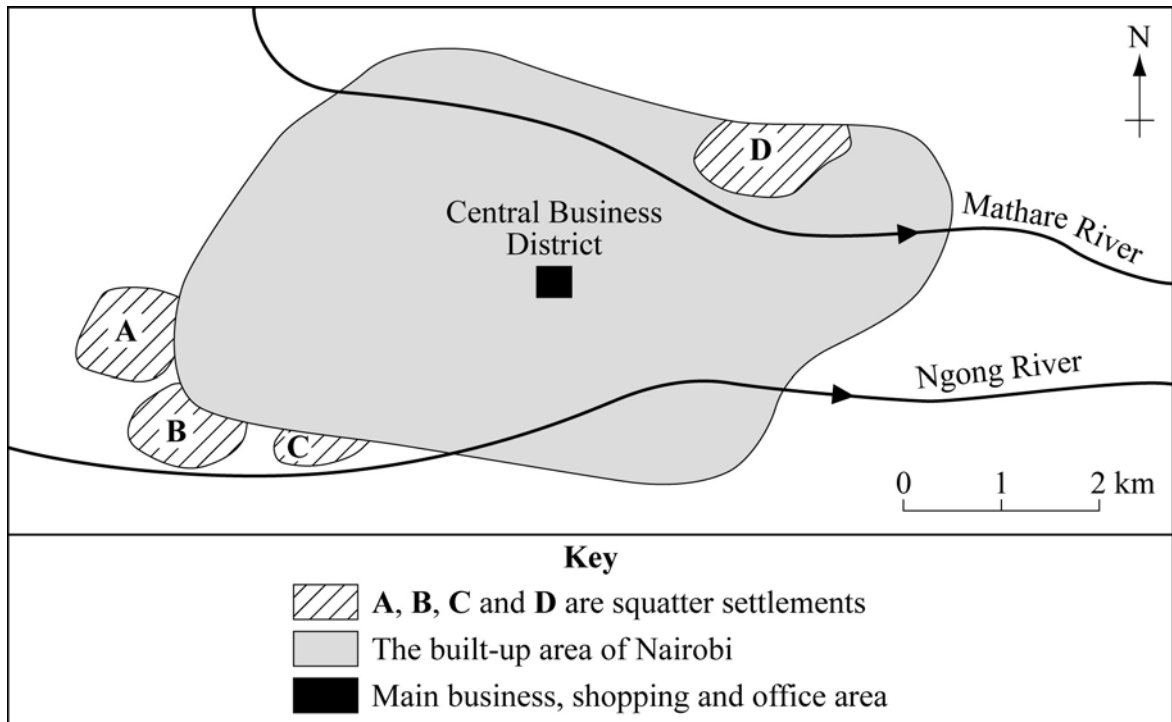 N
D
Central Business
District
Mathare River
A
Ngong River
B
C
0 1 2 km
Key
A, B, C and D are squatter settlements
The built-up area of Nairobi
Main business, shopping and office area